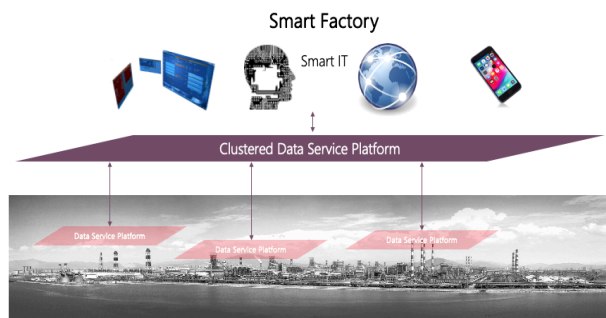 Smart Factory
Smart IT
Clustered Data Service Platform
Data Service Platform
Data Service Platform
Data Service Platform